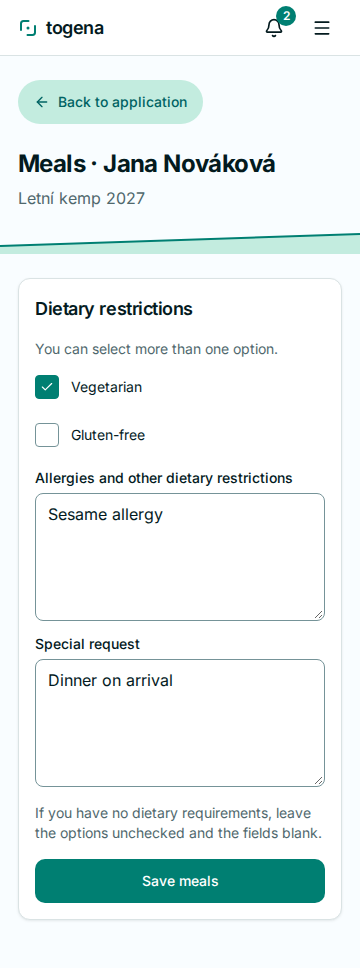 togena
2
Back to application
Meals · Jana Nováková
Letní kemp 2027
Dietary restrictions
You can select more than one option.
Vegetarian
Gluten-free
Allergies and other dietary restrictions
Sesame allergy
Special request
Dinner on arrival
If you have no dietary requirements, leave
the options unchecked and the fields blank.
Save meals